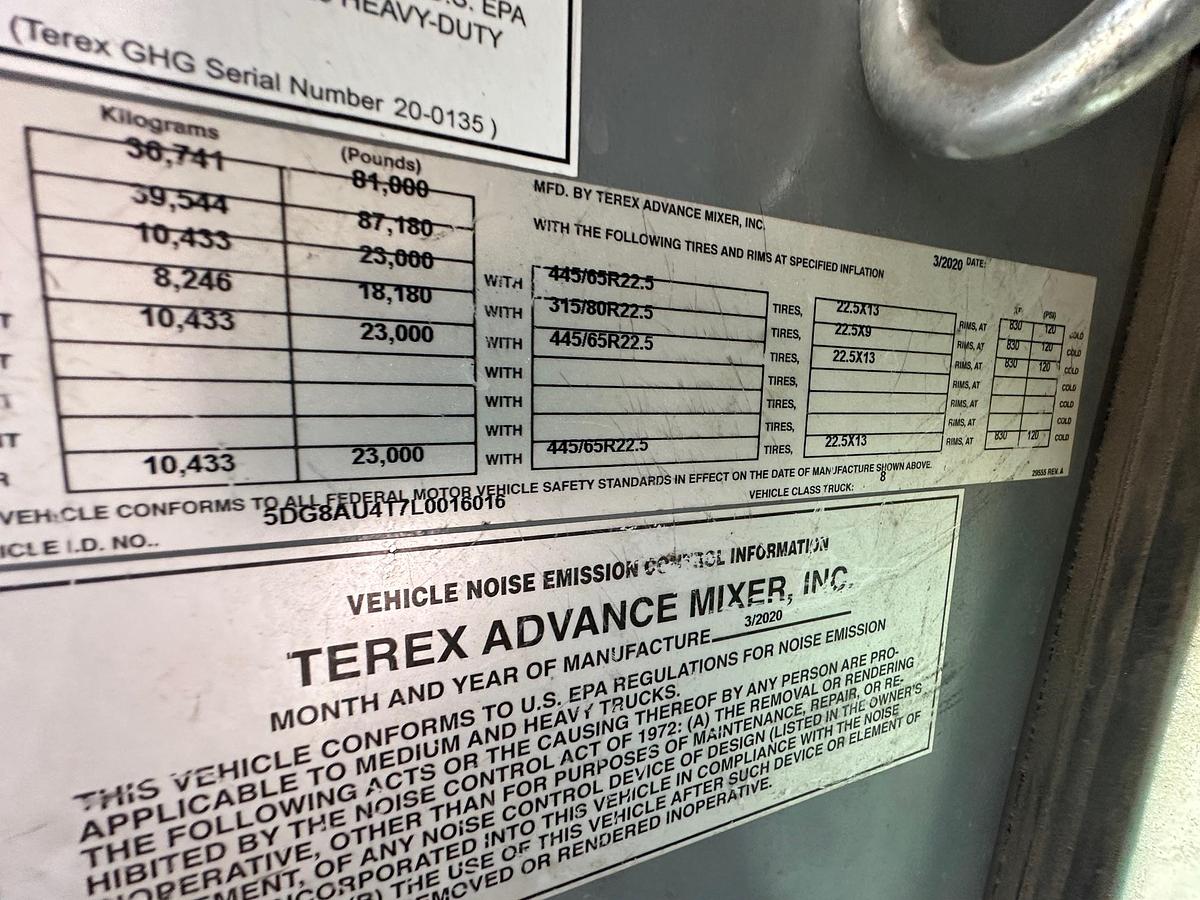 U.S. EPA
HEAVY-DUTY
(Terex GHG Serial Number 20-0135 )
Kilograms (Pounds)
36,741 81,000
39,544 87,180
10,433 23,000
8,246 18,180
10,433 23,000
10,433 23,000
MFD. BY TEREX ADVANCE MIXER, INC.
3/2020 DATE:
WITH THE FOLLOWING TIRES AND RIMS AT SPECIFIED INFLATION
(PSI)
WITH 445/65R22.5 TIRES, 22.5X13 RIMS, AT 830 120 COLD
WITH 315/80R22.5 TIRES, 22.5X9 RIMS, AT 830 120 COLD
WITH 445/65R22.5 TIRES, 22.5X13 RIMS, AT 830 120 COLD
WITH TIRES, RIMS, AT COLD
WITH TIRES, RIMS, AT COLD
WITH TIRES, RIMS, AT COLD
WITH 445/65R22.5 TIRES, 22.5X13 RIMS, AT 830 120 COLD
VEHICLE CONFORMS TO ALL FEDERAL MOTOR VEHICLE SAFETY STANDARDS IN EFFECT ON THE DATE OF MANUFACTURE SHOWN ABOVE.
29555 REV. A
5DG8AU4T7L0016016
VEHICLE CLASS TRUCK: 8
I.D. NO..
VEHICLE NOISE EMISSION CONTROL INFORMATION
TEREX ADVANCE MIXER, INC.
MONTH AND YEAR OF MANUFACTURE 3/2020
THIS VEHICLE CONFORMS TO U.S. EPA REGULATIONS FOR NOISE EMISSION
APPLICABLE TO MEDIUM AND HEAVY TRUCKS.
THE FOLLOWING ACTS OR THE CAUSING THEREOF BY ANY PERSON ARE PRO-
HIBITED BY THE NOISE CONTROL ACT OF 1972: (A) THE REMOVAL OR RENDERING
INOPERATIVE, OTHER THAN FOR PURPOSES OF MAINTENANCE, REPAIR, OR RE-
EMENT, OF ANY NOISE CONTROL DEVICE OF DESIGN (LISTED IN THE OWNER'S
INCORPORATED INTO THIS VEHICLE IN COMPLIANCE WITH THE NOISE
(B) THE USE OF THIS VEHICLE AFTER SUCH DEVICE OR ELEMENT OF
REMOVED OR RENDERED INOPERATIVE.